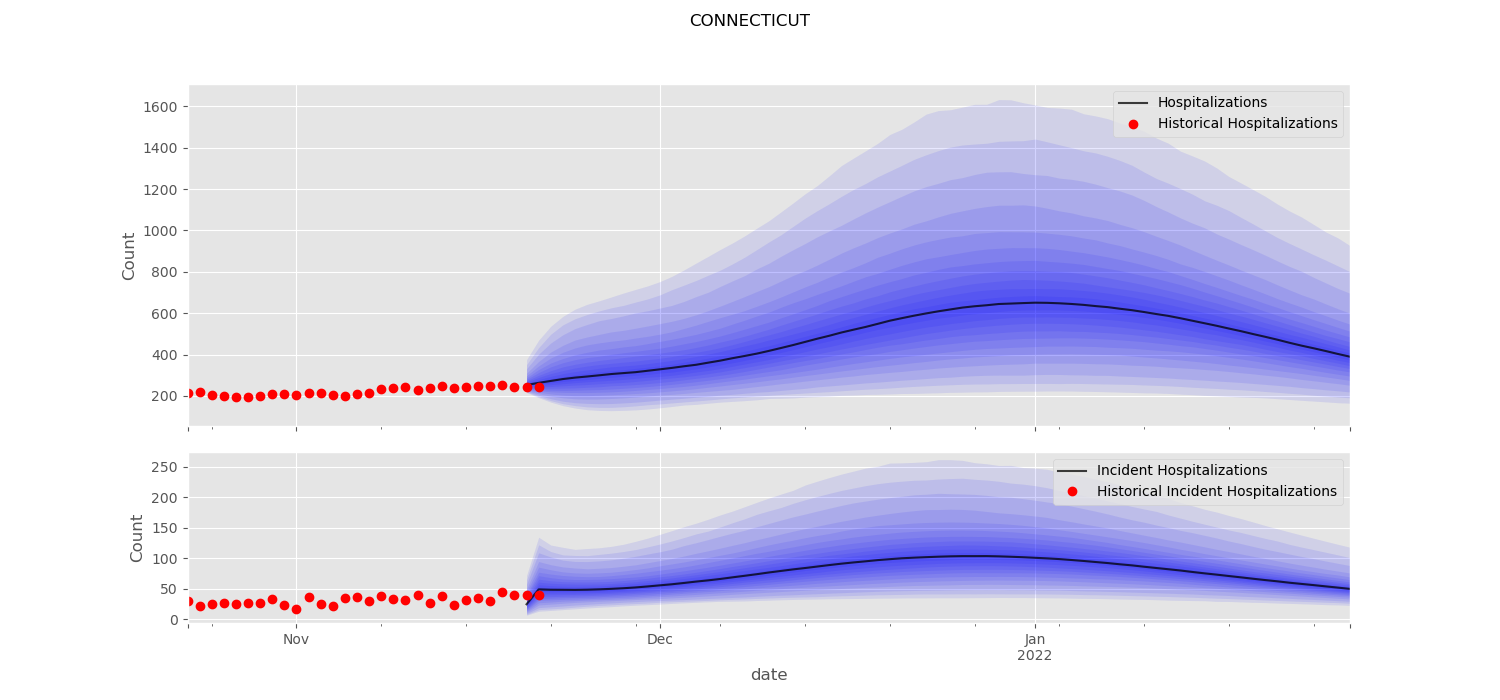 CONNECTICUT
Count
1600
1400
1200
1000
800
600
400
200
Hospitalizations
Historical Hospitalizations
Count
250
200
150
100
50
0
Incident Hospitalizations
Historical Incident Hospitalizations
Nov
Dec
Jan
2022
date